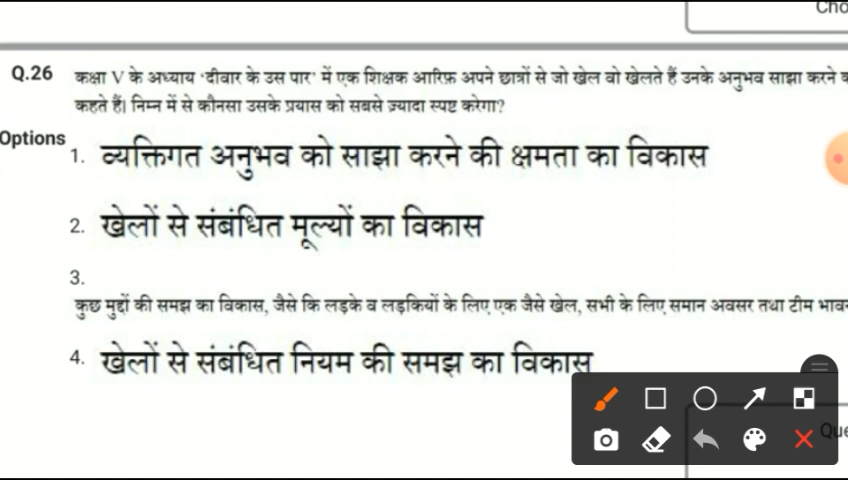 Cho
Q.26 कक्षा V के अध्याय 'दीवार के उस पार' में एक शिक्षक आरिफ़ अपने छात्रों से जो खेल वो खेलते हैं उनके अनुभव साझा करने
कहते हैं। निम्न में से कौनसा उसके प्रयास को सबसे ज़्यादा स्पष्ट करेगा?
Options
1. व्यक्तिगत अनुभव को साझा करने की क्षमता का विकास
2. खेलों से संबंधित मूल्यों का विकास
3.
कुछ मुद्दों की समझ का विकास, जैसे कि लड़के व लड़कियों के लिए एक जैसे खेल, सभी के लिए समान अवसर तथा टीम
4. खेलों से संबंधित नियम की समझ का विकास
Que